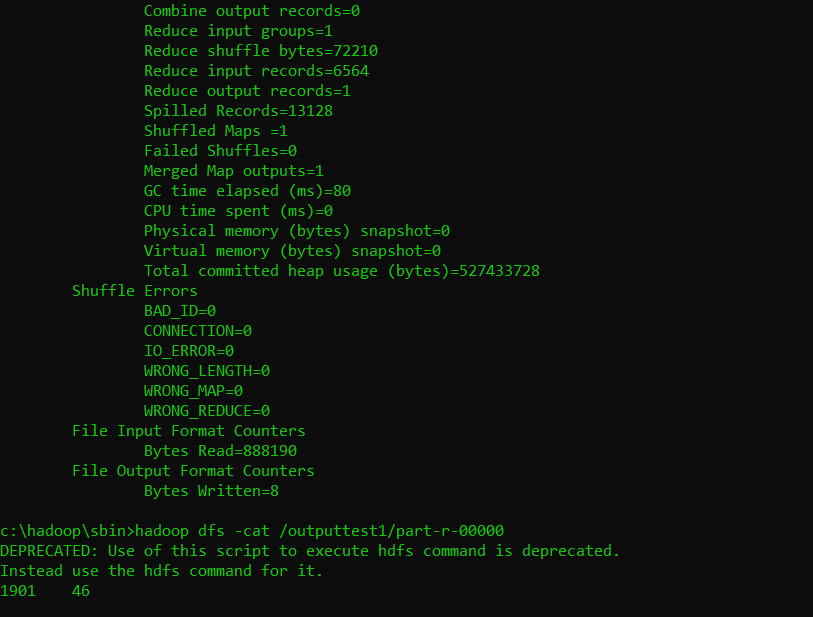 Combine output records=0
Reduce input groups=1
Reduce shuffle bytes=72210
Reduce input records=6564
Reduce output records=1
Spilled Records=13128
Shuffled Maps =1
Failed Shuffles=0
Merged Map outputs=1
GC time elapsed (ms)=80
CPU time spent (ms)=0
Physical memory (bytes) snapshot=0
Virtual memory (bytes) snapshot=0
Total committed heap usage (bytes)=527433728
Shuffle Errors
BAD_ID=0
CONNECTION=0
IO_ERROR=0
WRONG_LENGTH=0
WRONG_MAP=0
WRONG_REDUCE=0
File Input Format Counters
Bytes Read=888190
File Output Format Counters
Bytes Written=8
c:\hadoop\sbin>hadoop dfs -cat /outputtest1/part-r-00000
DEPRECATED: Use of this script to execute hdfs command is deprecated.
Instead use the hdfs command for it.
1901    46